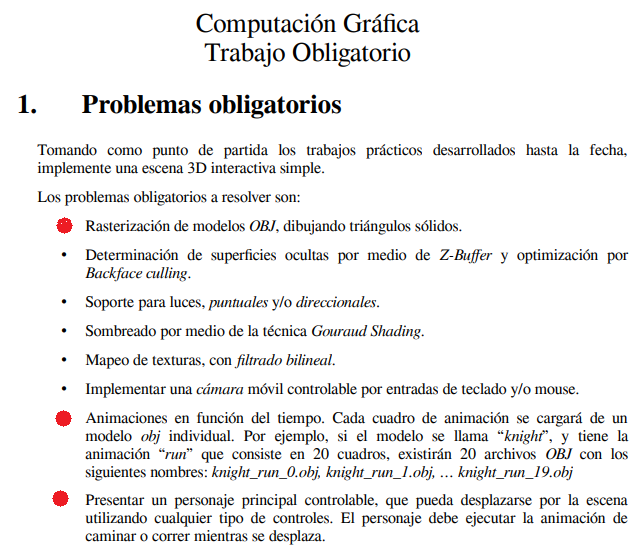 Computación Gráfica
Trabajo Obligatorio
1. Problemas obligatorios
Tomando como punto de partida los trabajos prácticos desarrollados hasta la fecha,
implemente una escena 3D interactiva simple.
Los problemas obligatorios a resolver son:
Rasterización de modelos OBJ, dibujando triángulos sólidos.
• Determinación de superficies ocultas por medio de Z-Buffer y optimización por
Backface culling.
• Soporte para luces, puntuales y/o direccionales.
• Sombreado por medio de la técnica Gouraud Shading.
• Mapeo de texturas, con filtrado bilineal.
• Implementar una cámara móvil controlable por entradas de teclado y/o mouse.
Animaciones en función del tiempo. Cada cuadro de animación se cargará de un
modelo obj individual. Por ejemplo, si el modelo se llama “knight”, y tiene la
animación “run” que consiste en 20 cuadros, existirán 20 archivos OBJ con los
siguientes nombres: knight_run_0.obj, knight_run_1.obj, … knight_run_19.obj
Presentar un personaje principal controlable, que pueda desplazarse por la escena
utilizando cualquier tipo de controles. El personaje debe ejecutar la animación de
caminar o correr mientras se desplaza.